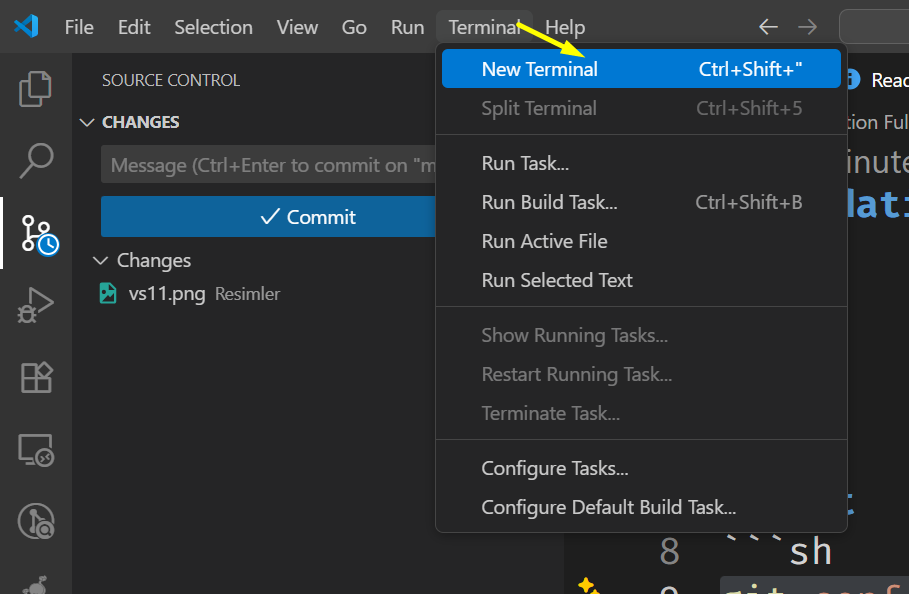 File Edit Selection View Go Run Terminal Help
SOURCE CONTROL
CHANGES
Message (Ctrl+Enter to commit on "m
Commit
Changes
vs11.png Resimler
New Terminal Ctrl+Shift+"
Split Terminal Ctrl+Shift+5
Run Task...
Run Build Task... Ctrl+Shift+B
Run Active File
Run Selected Text
Show Running Tasks...
Restart Running Task...
Terminate Task...
Configure Tasks...
Configure Default Build Task...
Read
tion Ful
inute
lati
8 ```sh
git conf